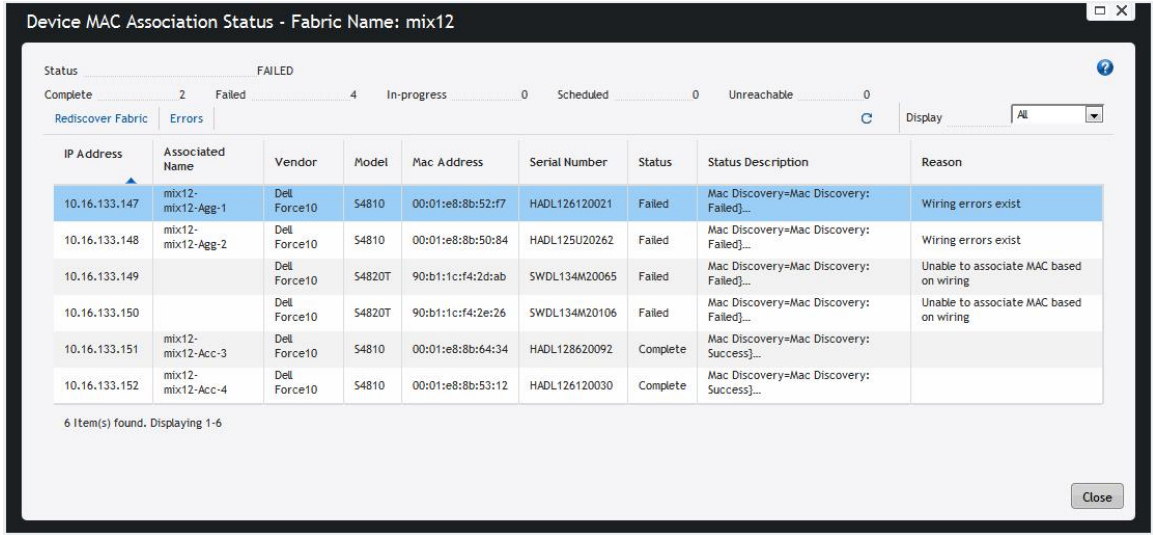 Device MAC Association Status - Fabric Name: mix12
Status FAILED
Complete 2 Failed 4 In-progress 0 Scheduled 0 Unreachable 0
Rediscover Fabric Errors Display All
IP Address Associated Name Vendor Model Mac Address Serial Number Status Status Description Reason
10.16.133.147 mix12-mix12-Agg-1 Dell Force10 S4810 00:01:e8:8b:52:f7 HADL126120021 Failed Mac Discovery=Mac Discovery: Failed}... Wiring errors exist
10.16.133.148 mix12-mix12-Agg-2 Dell Force10 S4810 00:01:e8:8b:50:84 HADL125U20262 Failed Mac Discovery=Mac Discovery: Failed}... Wiring errors exist
10.16.133.149 Dell Force10 S4820T 90:b1:1c:f4:2d:ab SWDL134M20065 Failed Mac Discovery=Mac Discovery: Failed}... Unable to associate MAC based on wiring
10.16.133.150 Dell Force10 S4820T 90:b1:1c:f4:2e:26 SWDL134M20106 Failed Mac Discovery=Mac Discovery: Failed}... Unable to associate MAC based on wiring
10.16.133.151 mix12-mix12-Acc-3 Dell Force10 S4810 00:01:e8:8b:64:34 HADL128620092 Complete Mac Discovery=Mac Discovery: Success}...
10.16.133.152 mix12-mix12-Acc-4 Dell Force10 S4810 00:01:e8:8b:53:12 HADL126120030 Complete Mac Discovery=Mac Discovery: Success}...
6 Item(s) found. Displaying 1-6
Close